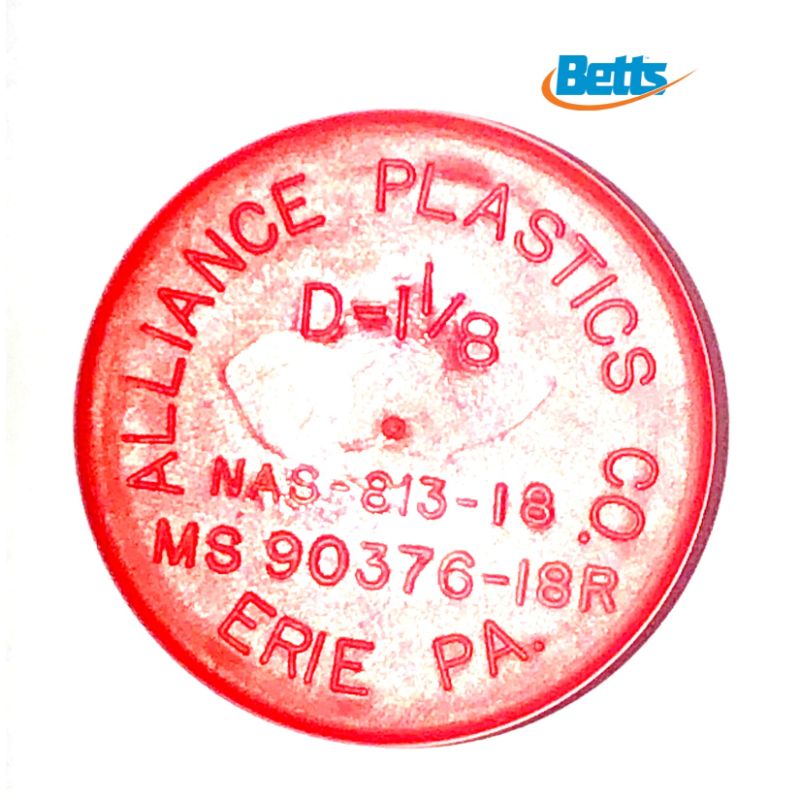 Betts
ALLIANCE PLASTICS CO.
D-1 1/8
NAS-813-18
MS 90376-18R
ERIE PA.